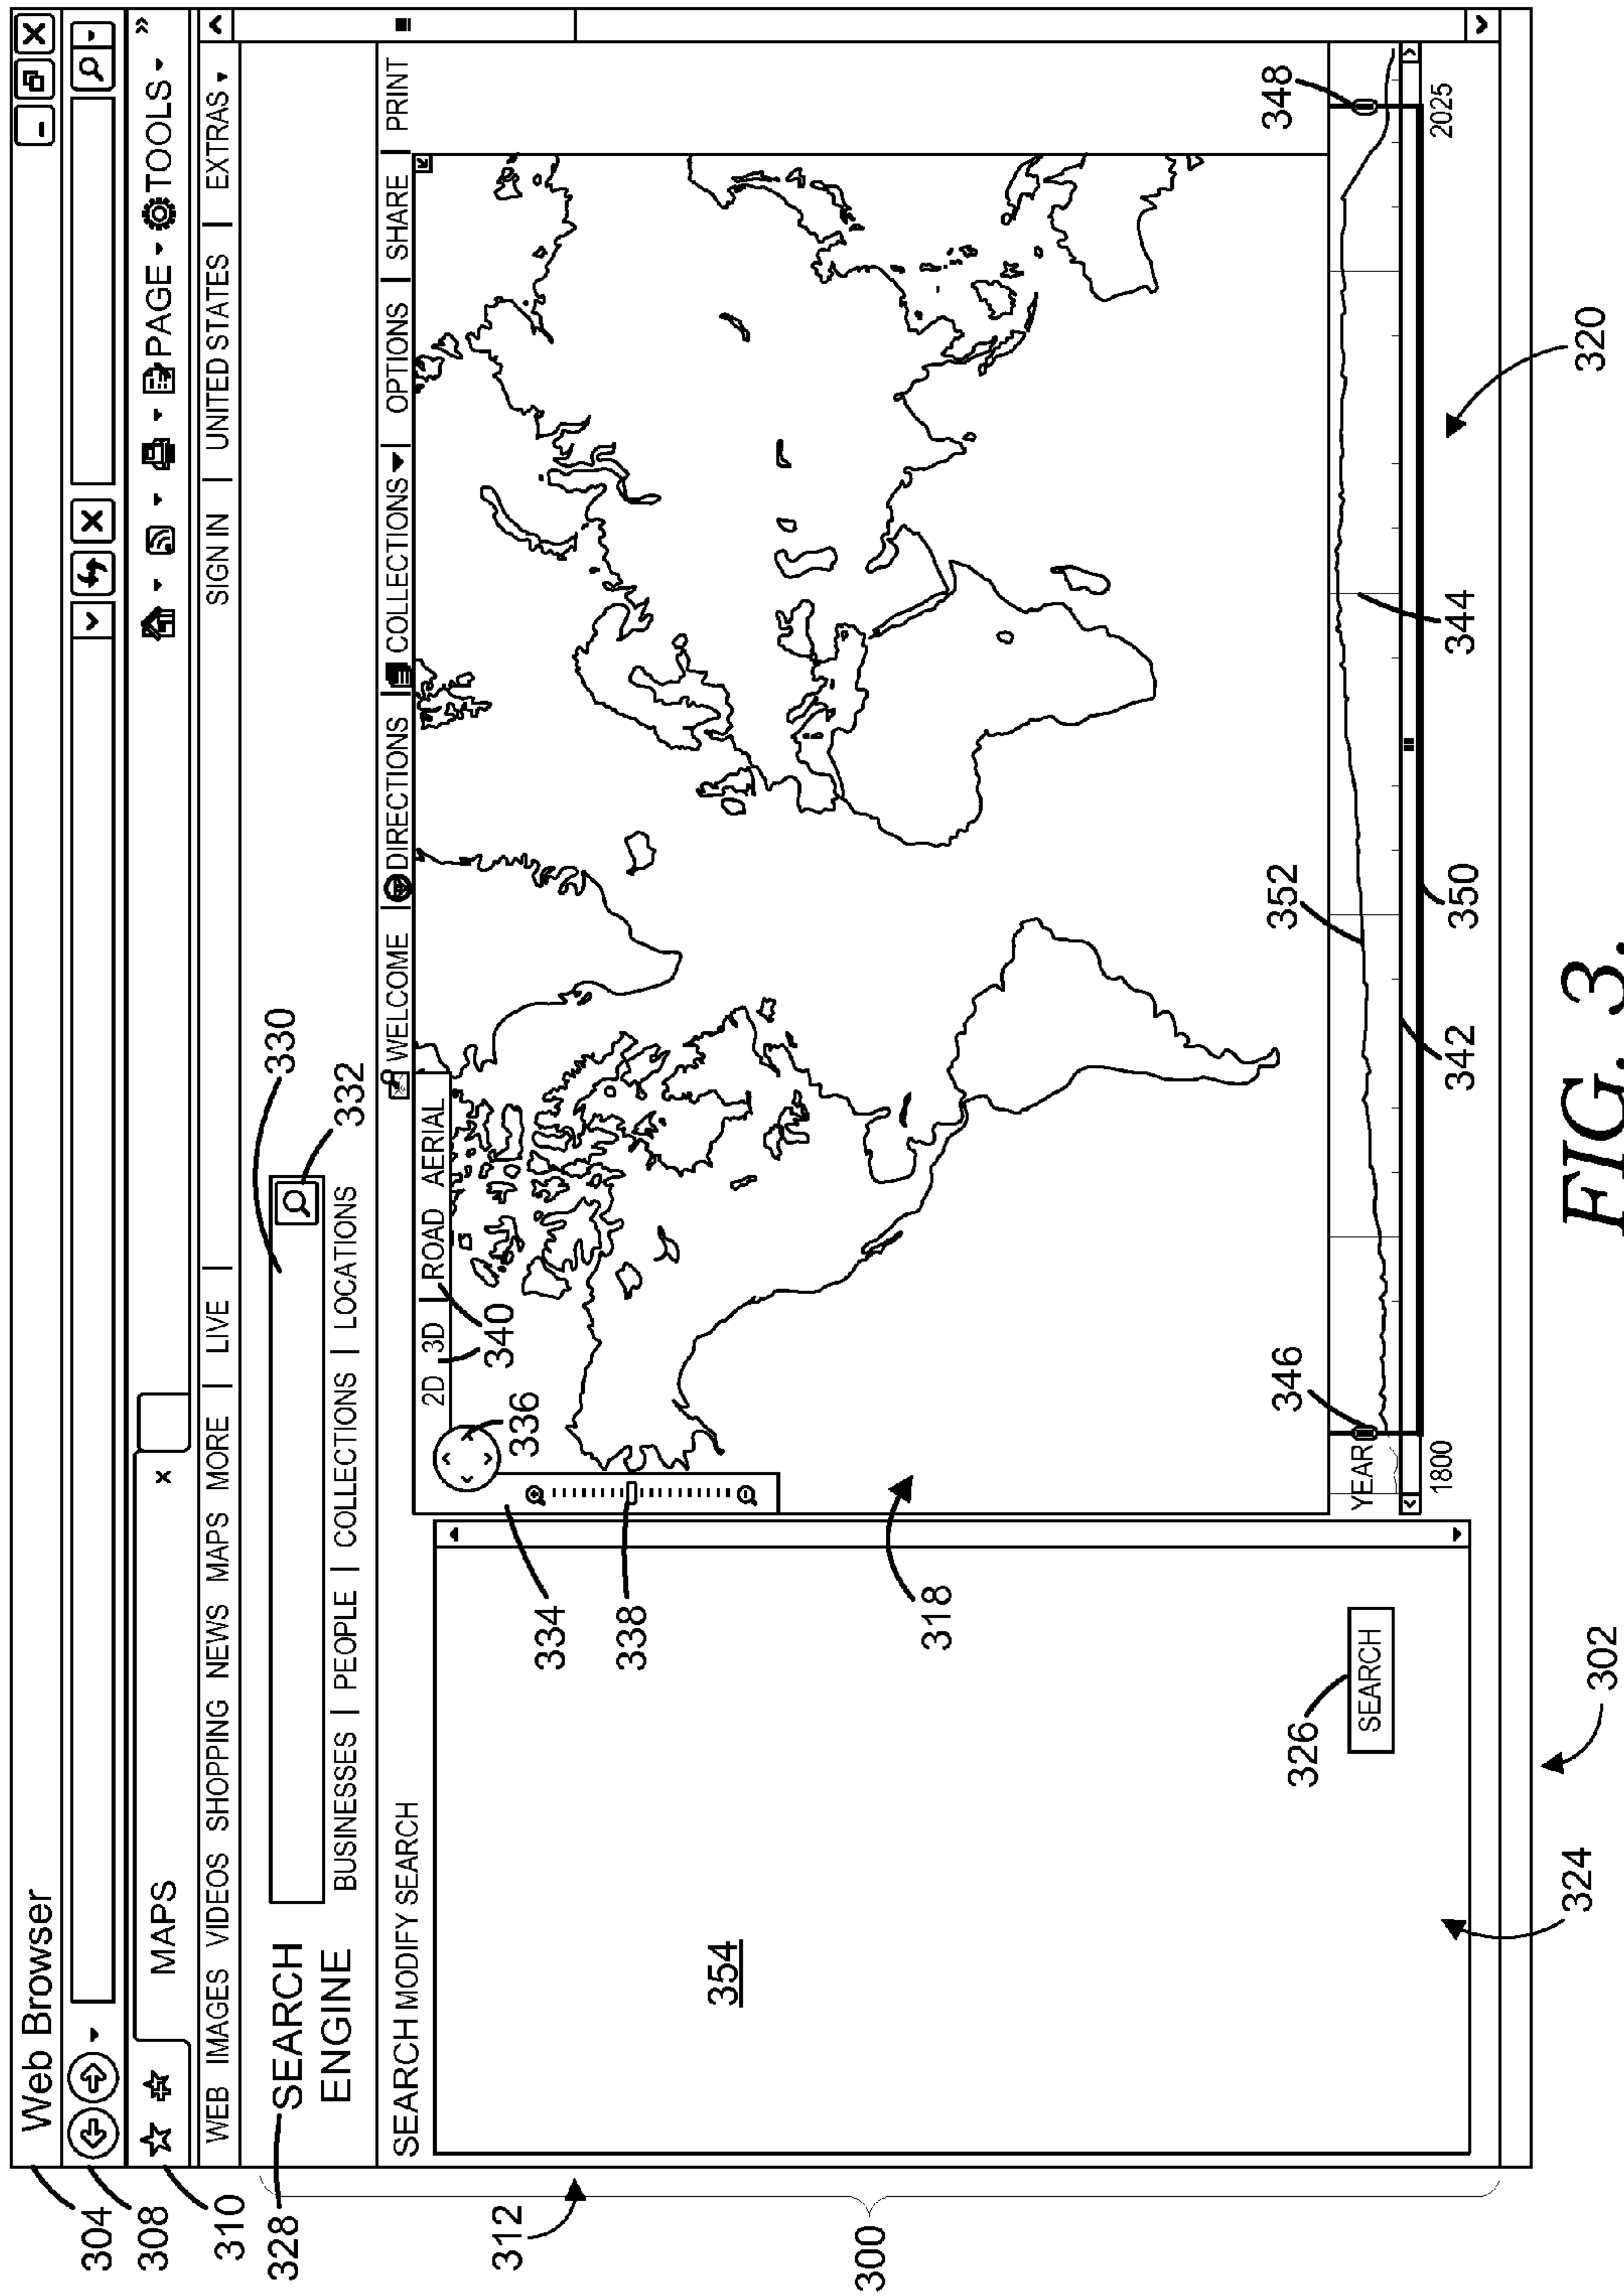 Web Browser
MAPS x
TOOLS
PAGE
WEB IMAGES VIDEOS SHOPPING NEWS MAPS MORE | LIVE |
SIGN IN | UNITED STATES | EXTRAS
SEARCH
ENGINE
BUSINESSES | PEOPLE | COLLECTIONS | LOCATIONS
SEARCH MODIFY SEARCH
WELCOME | DIRECTIONS | COLLECTIONS | OPTIONS | SHARE | PRINT
2D 3D | ROAD AERIAL
354
SEARCH
YEAR
1800
2025
304
308
310
328
312
300
330
332
340
336
334
338
318
326
346
352
348
342
350
344
320
324
302
FIG. 3.